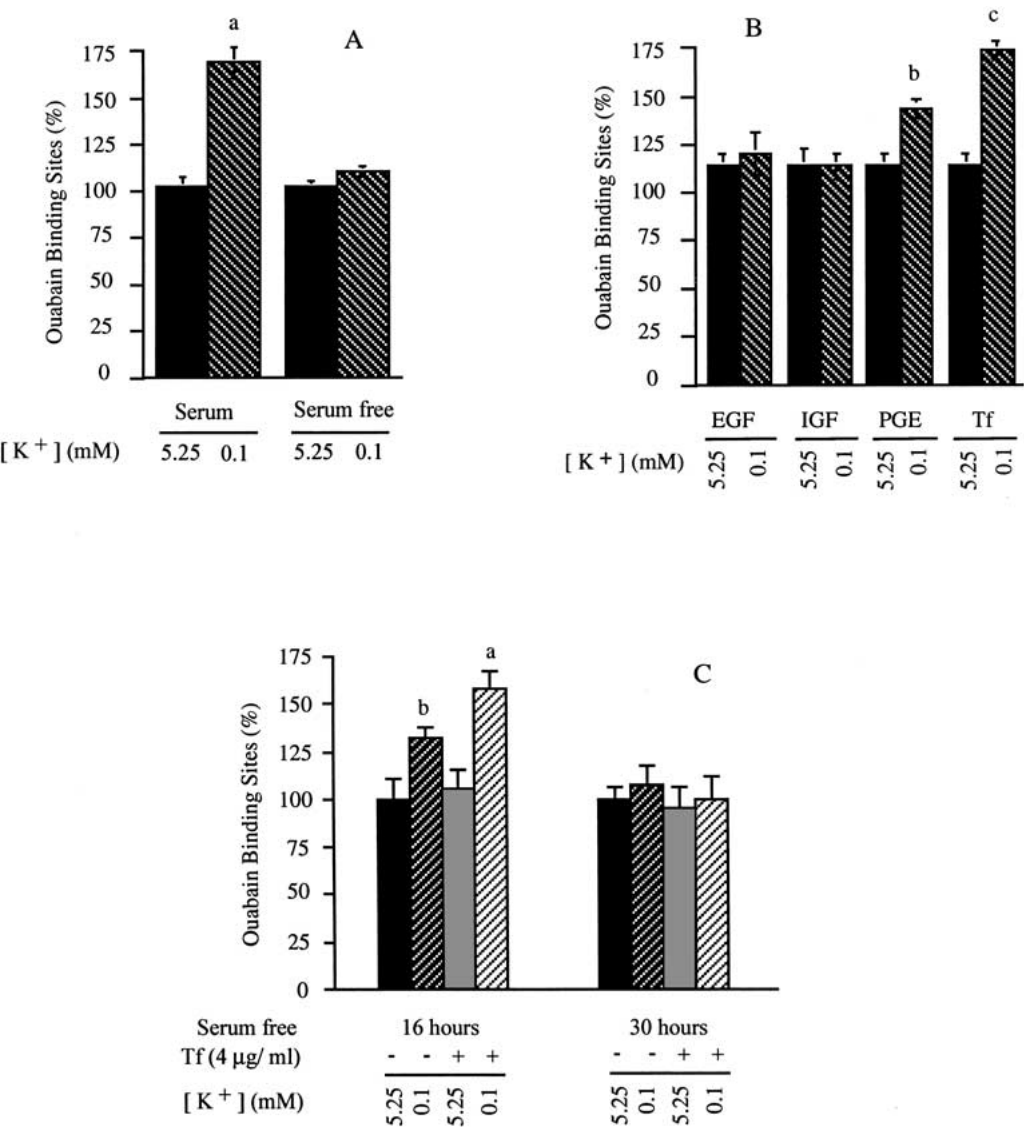 A
a
Ouabain Binding Sites (%)
175
150
125
100
75
50
25
0
Serum Serum free
[ K + ] (mM) 5.25 0.1 5.25 0.1
B
b
c
Ouabain Binding Sites (%)
175
150
125
100
75
50
25
0
EGF IGF PGE Tf
[ K + ] (mM) 5.25 0.1 5.25 0.1 5.25 0.1 5.25 0.1
C
b
a
Ouabain Binding Sites (%)
175
150
125
100
75
50
25
0
Serum free 16 hours 30 hours
Tf (4 μg/ ml) - - + + - - + +
[ K + ] (mM) 5.25 0.1 5.25 0.1 5.25 0.1 5.25 0.1